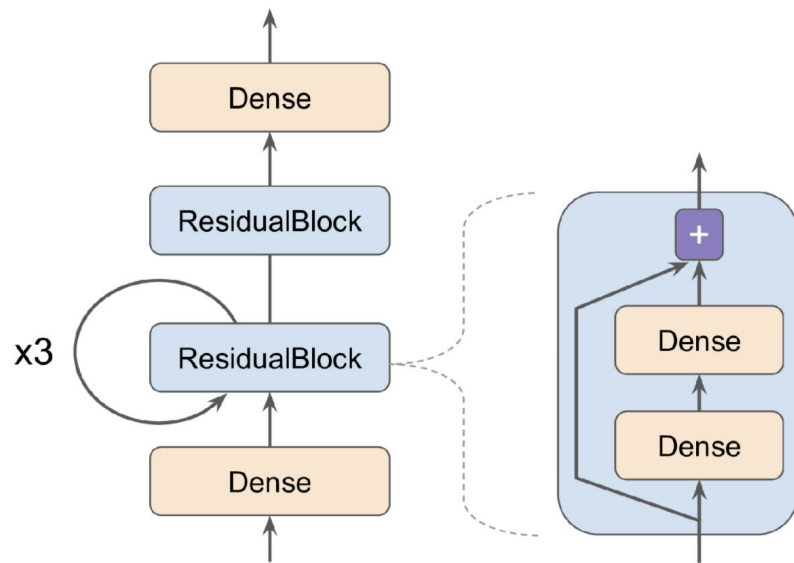 Dense
ResidualBlock
x3
ResidualBlock
Dense
+
Dense
Dense